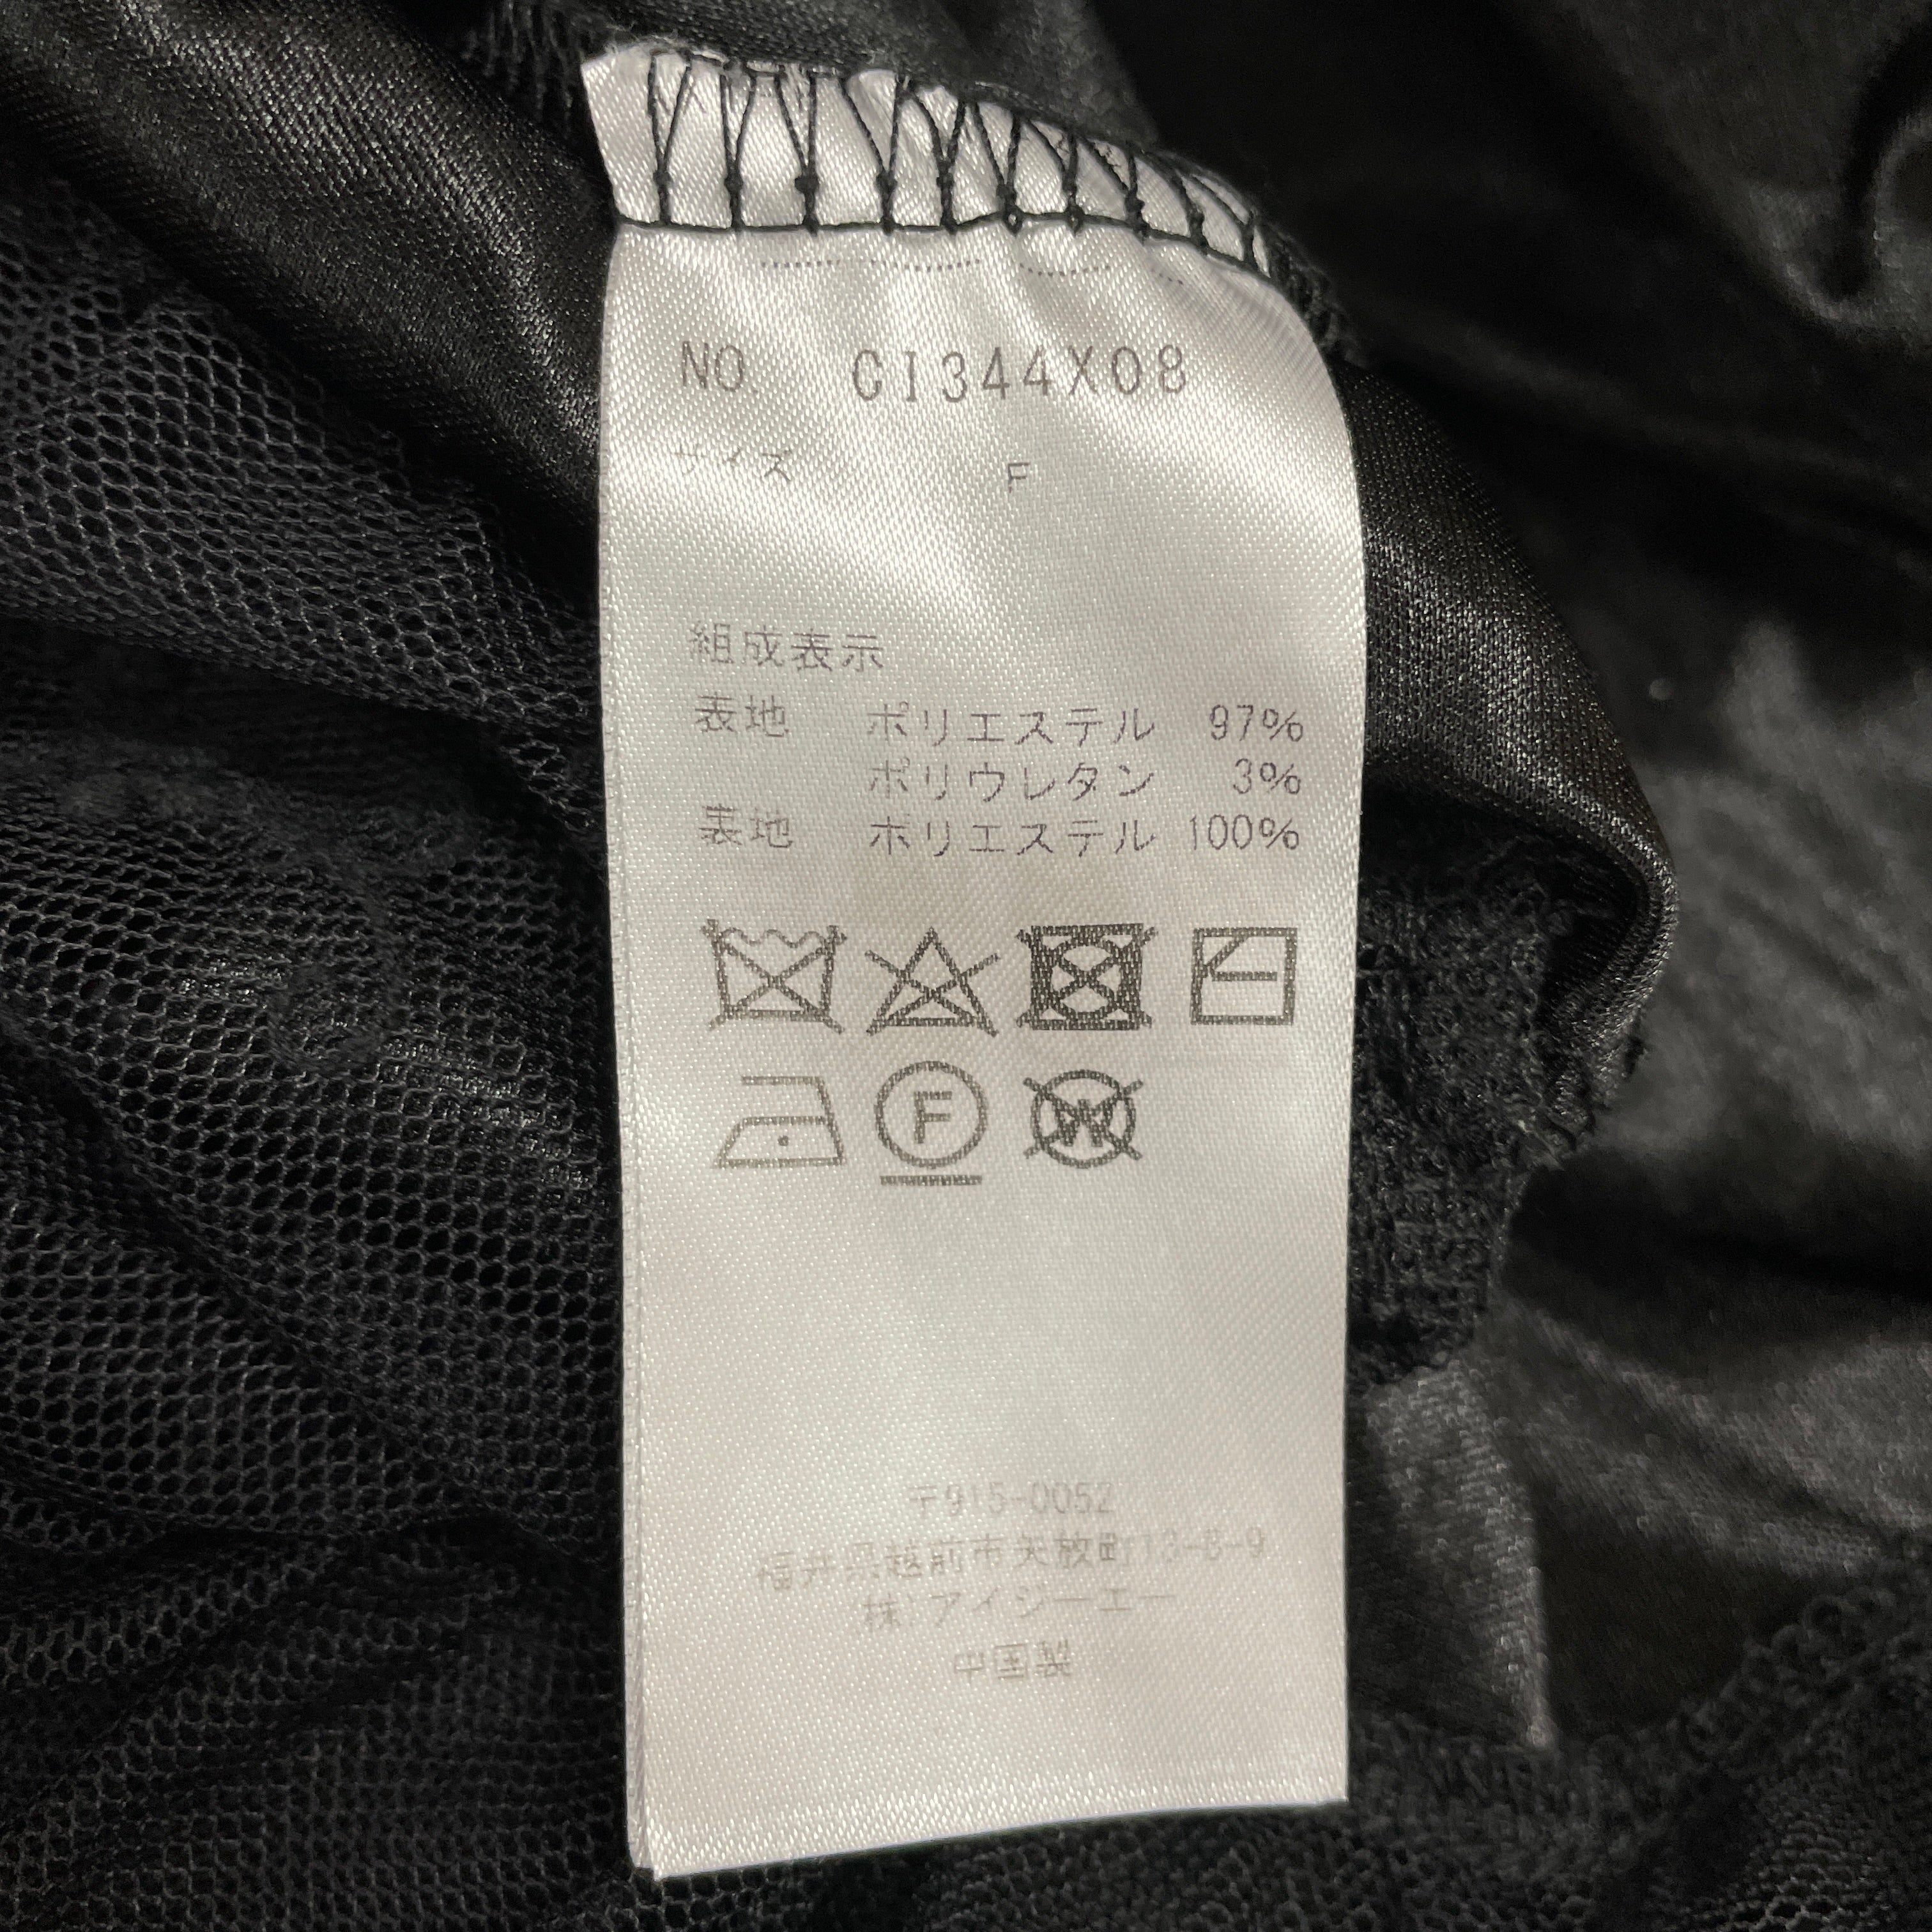 NO. CI344X08
サイズ F
組成表示
表地 ポリエステル 97%
ポリウレタン 3%
裏地 ポリエステル 100%
F
W
〒915-0052
福井県越前市矢放町13-8-9
株)アイジーエー
中国製